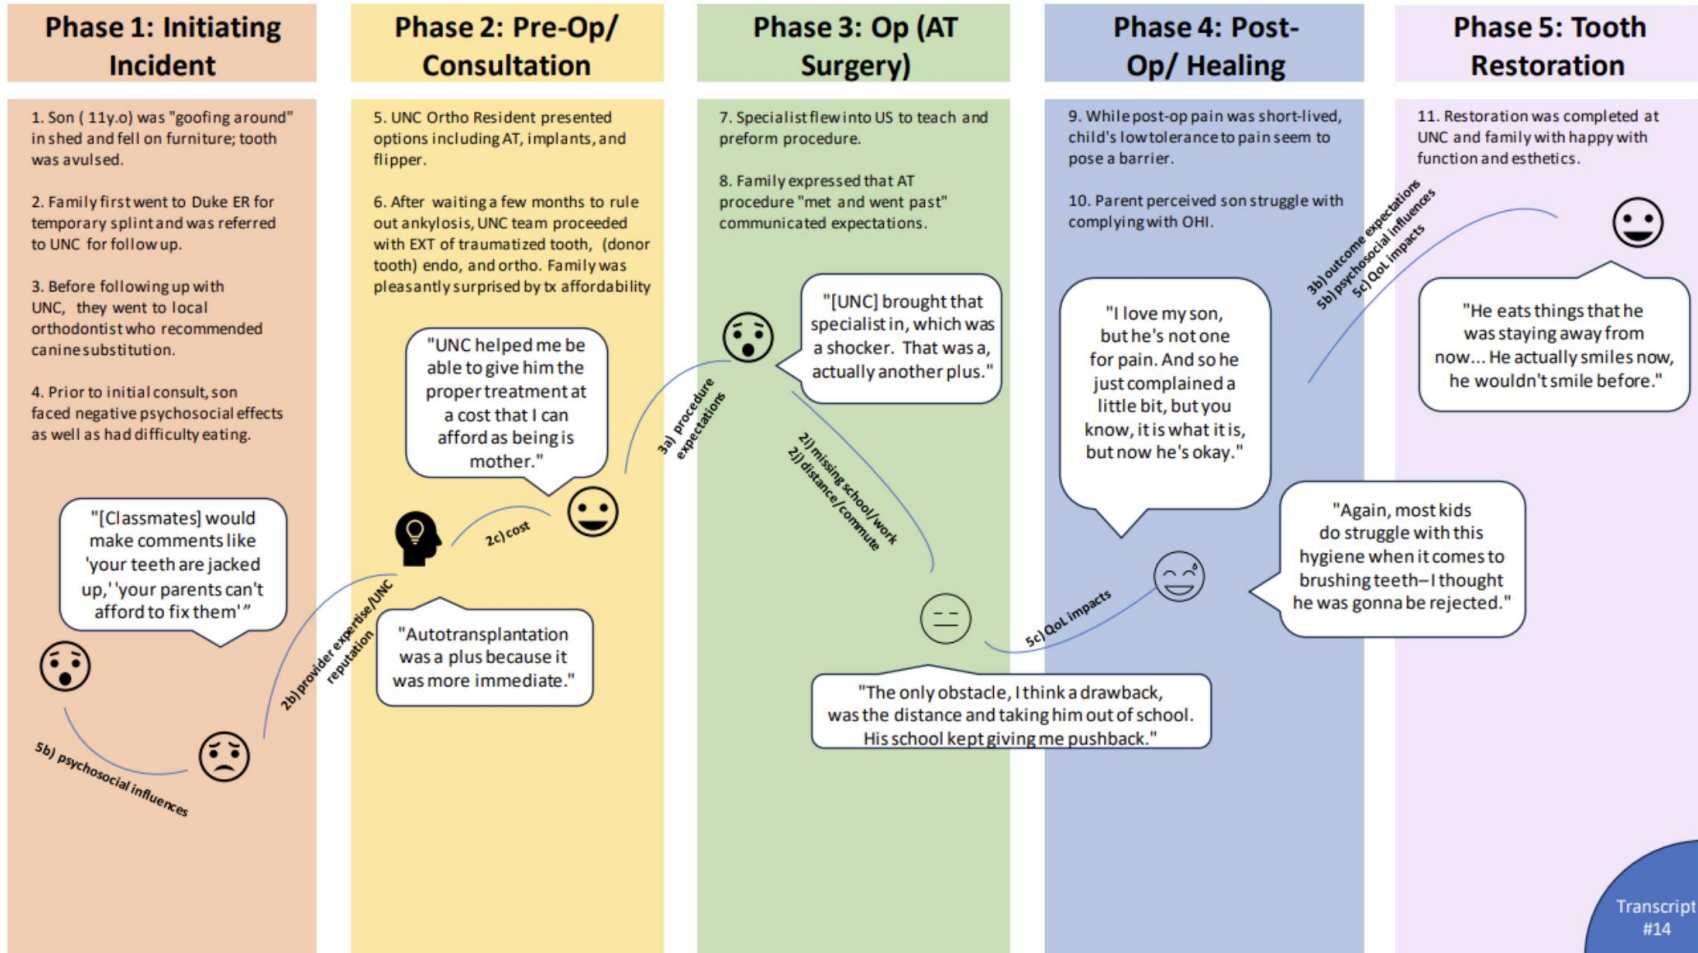 Phase 1: Initiating
Incident
1. Son ( 11y.o) was "goofing around"
in shed and fell on furniture; tooth
was avulsed.
2. Family first went to Duke ER for
temporary splint and was referred
to UNC for follow up.
3. Before following up with
UNC, they went to local
orthodontist who recommended
canine substitution.
4. Prior to initial consult, son
faced negative psychosocial effects
as well as had difficulty eating.
"[Classmates] would
make comments like
'your teeth are jacked
up,' 'your parents can't
afford to fix them' "
5b) psychosocial influences
2b) provider expertise/UNC
reputation
Phase 2: Pre-Op/
Consultation
5. UNC Ortho Resident presented
options including AT, implants, and
flipper.
6. After waiting a few months to rule
out ankylosis, UNC team proceeded
with EXT of traumatized tooth, (donor
tooth) endo, and ortho. Family was
pleasantly surprised by tx affordability
"UNC helped me be
able to give him the
proper treatment at
a cost that I can
afford as being is
mother."
2c) cost
"Autotransplantation
was a plus because it
was more immediate."
3a) procedure
expectations
Phase 3: Op (AT
Surgery)
7. Specialist flew into US to teach and
preform procedure.
8. Family expressed that AT
procedure "met and went past"
communicated expectations.
"[UNC] brought that
specialist in, which was
a shocker. That was a,
actually another plus."
2i) missing school/work
2j) distance/commute
"The only obstacle, I think a drawback,
was the distance and taking him out of school.
His school kept giving me pushback."
5c) QoL impacts
Phase 4: Post-
Op/ Healing
9. While post-op pain was short-lived,
child's low tolerance to pain seem to
pose a barrier.
10. Parent perceived son struggle with
complying with OHI.
"I love my son,
but he's not one
for pain. And so he
just complained a
little bit, but you
know, it is what it is,
but now he's okay."
"Again, most kids
do struggle with this
hygiene when it comes to
brushing teeth–I thought
he was gonna be rejected."
3b) outcome expectations
5b) psychosocial influences
5c) QoL impacts
Phase 5: Tooth
Restoration
11. Restoration was completed at
UNC and family with happy with
function and esthetics.
"He eats things that he
was staying away from
now... He actually smiles now,
he wouldn't smile before."
Transcript
#14